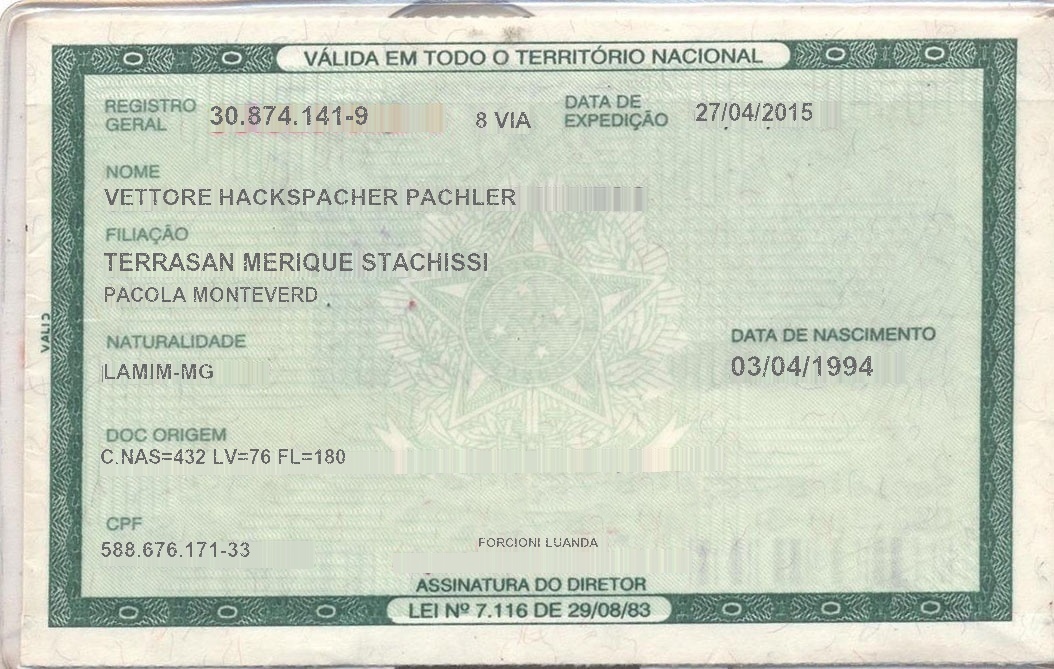 VÁLIDA EM TODO O TERRITÓRIO NACIONAL
REGISTRO GERAL 30.874.141-9 8 VIA DATA DE EXPEDIÇÃO 27/04/2015
NOME
VETTORE HACKSPACHER PACHLER
FILIAÇÃO
TERRASAN MERIQUE STACHISSI
PACOLA MONTEVERD
NATURALIDADE
LAMIM-MG
DATA DE NASCIMENTO
03/04/1994
DOC ORIGEM
C.NAS=432 LV=76 FL=180
CPF
588.676.171-33
FORCIONI LUANDA
ASSINATURA DO DIRETOR
LEI Nº 7.116 DE 29/08/83